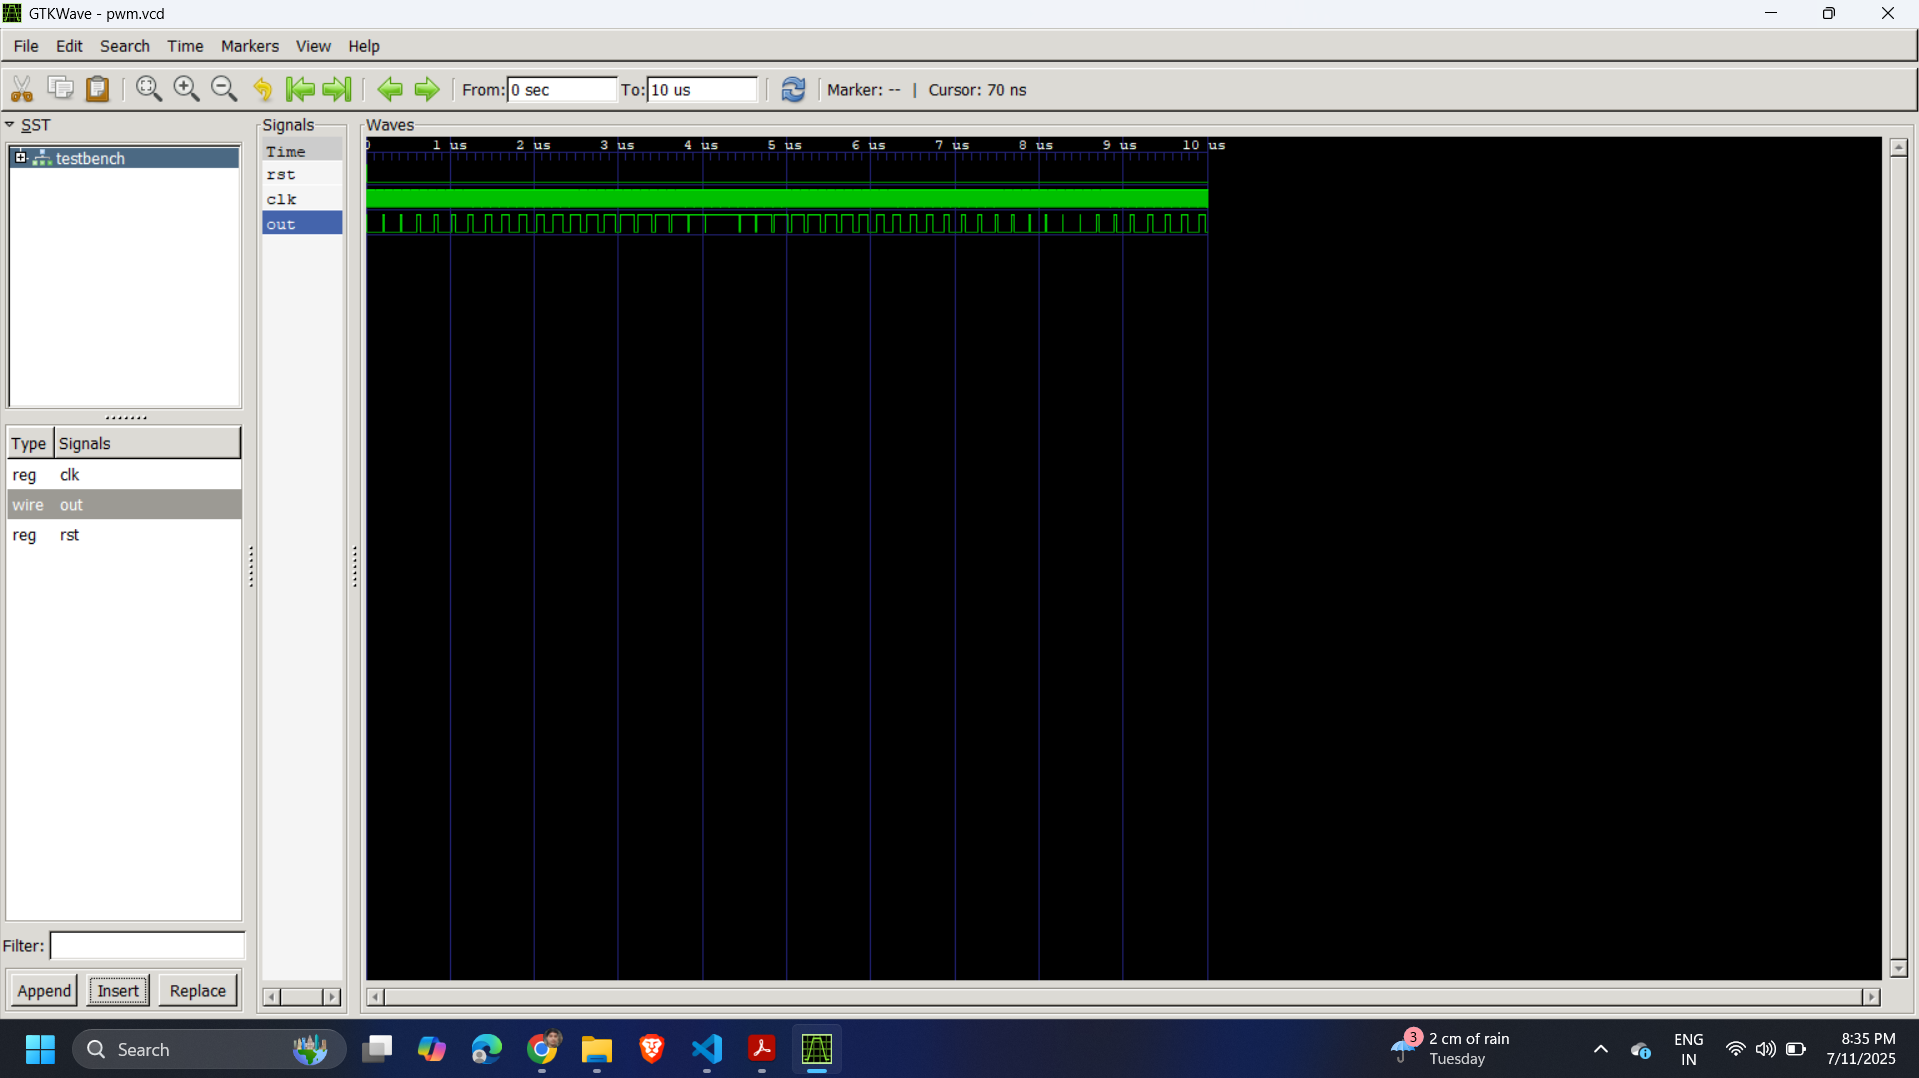 GTKWave - pwm.vcd
File Edit Search Time Markers View Help
From: 0 sec To: 10 us Marker: -- | Cursor: 70 ns
SST
testbench
Type Signals
reg clk
wire out
reg rst
Filter:
Append Insert Replace
Signals
Time
rst
clk
out
Waves
0 1 us 2 us 3 us 4 us 5 us 6 us 7 us 8 us 9 us 10 us
Search
3
2 cm of rain
Tuesday
ENG
IN
8:35 PM
7/11/2025